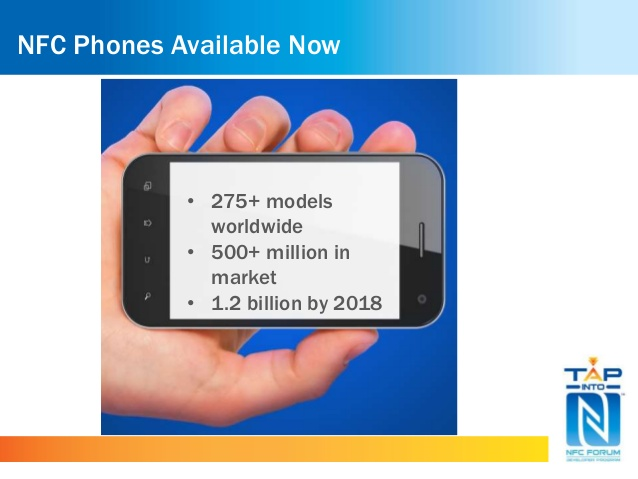 NFC Phones Available Now
• 275+ models
worldwide
• 500+ million in
market
• 1.2 billion by 2018
TAP
INTO
NFC FORUM